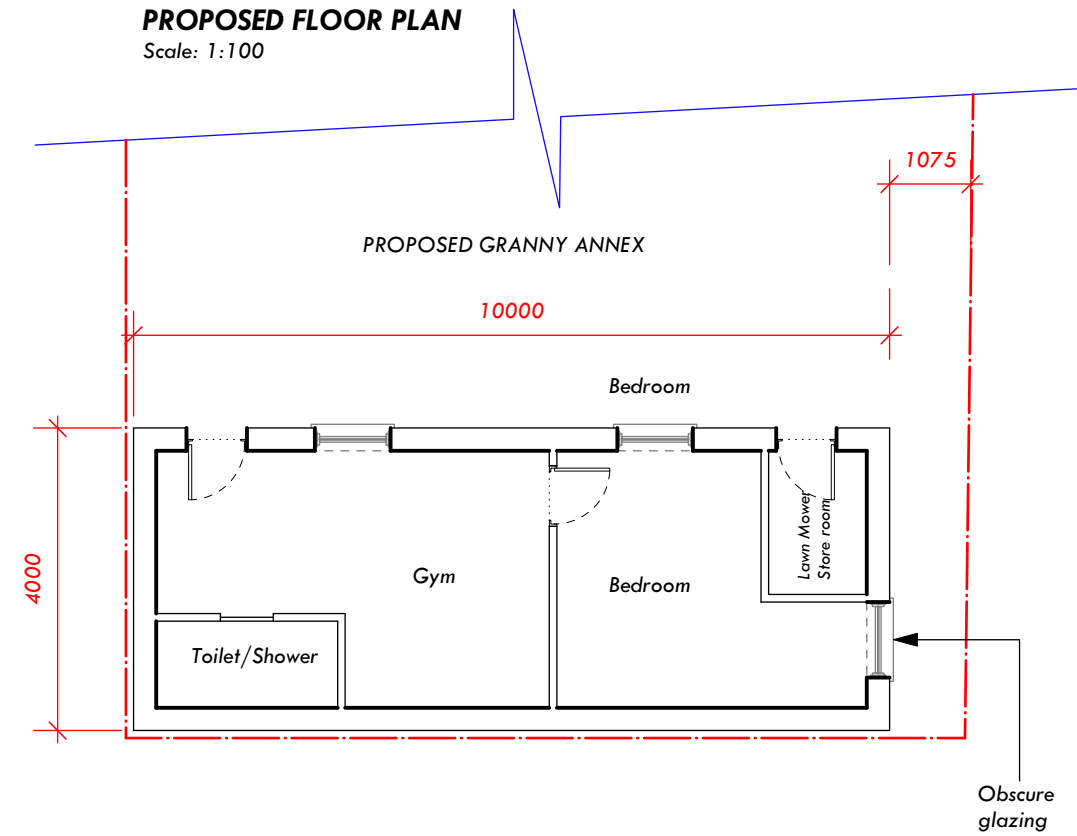 PROPOSED FLOOR PLAN
Scale: 1:100
1075
PROPOSED GRANNY ANNEX
10000
Bedroom
4000
Gym
Bedroom
Lawn Mower
Store room
Toilet/Shower
Obscure
glazing